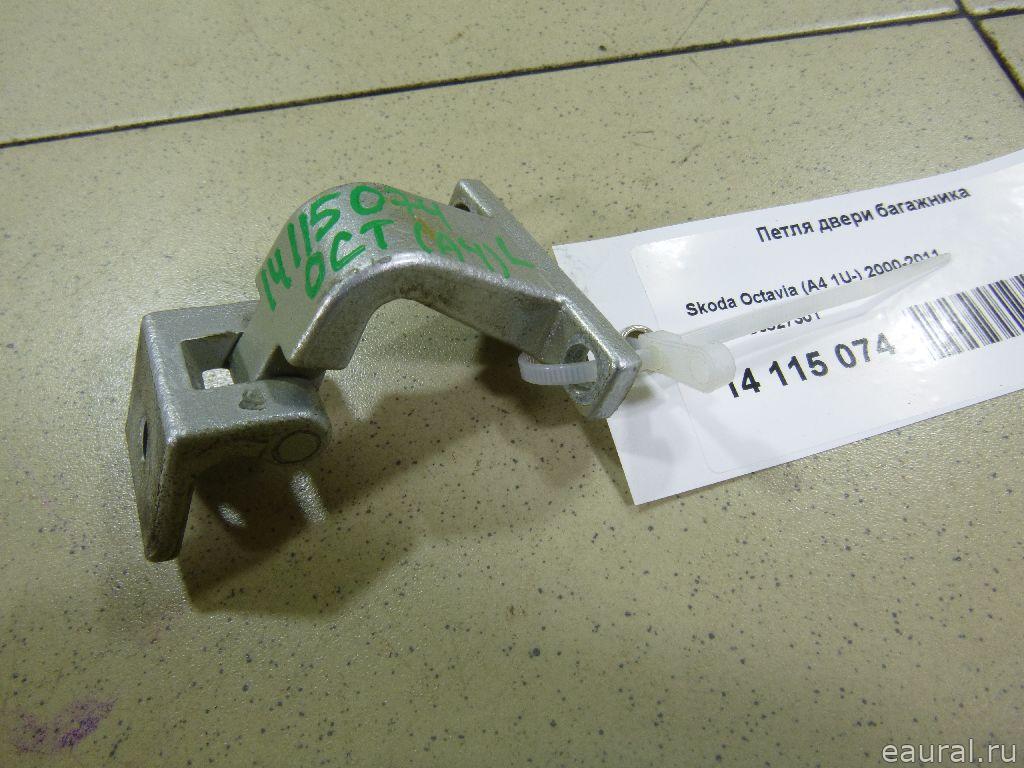 14115074
OCT
Петля двери багажника
Skoda Octavia (A4 1U-) 2000-2011
14 115 074
eaural.ru